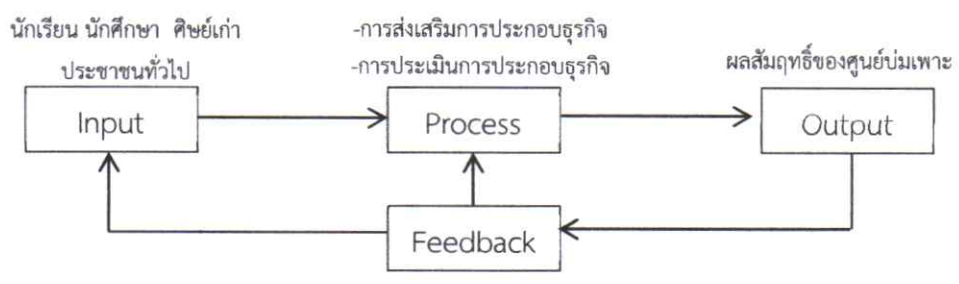 นักเรียน นักศึกษา ศิษย์เก่า
ประชาชนทั่วไป
Input
-การส่งเสริมการประกอบธุรกิจ
-การประเมินการประกอบธุรกิจ
Process
ผลสัมฤทธิ์ของศูนย์บ่มเพาะ
Output
Feedback